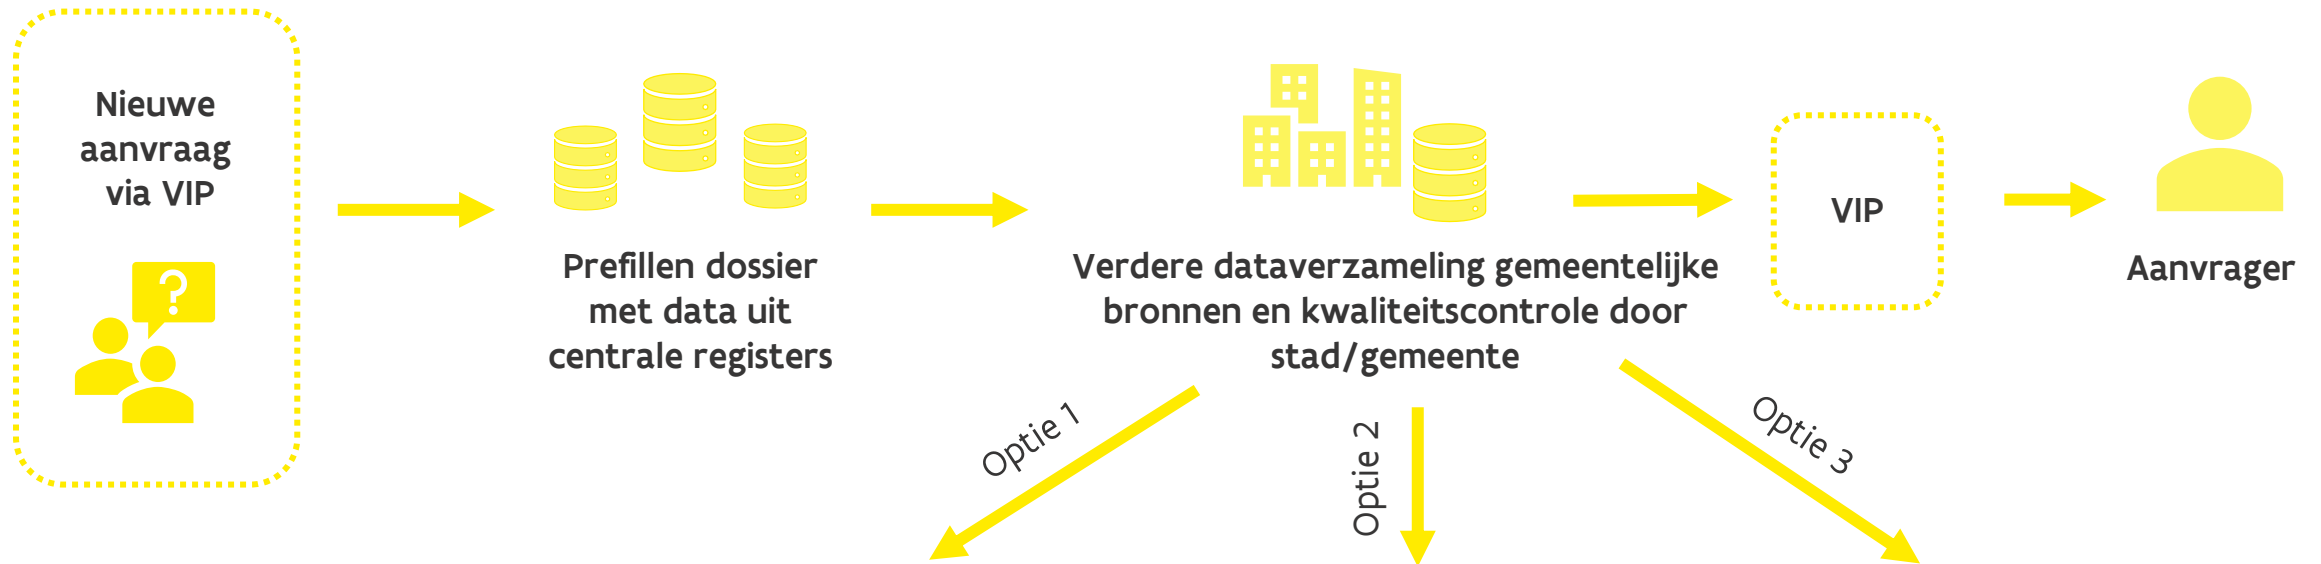 Nieuwe
aanvraag
via VIP
?
Prefillen dossier
met data uit
centrale registers
Verdere dataverzameling gemeentelijke
bronnen en kwaliteitscontrole door
stad/gemeente
VIP
Aanvrager
Optie 1
Optie 2
Optie 3